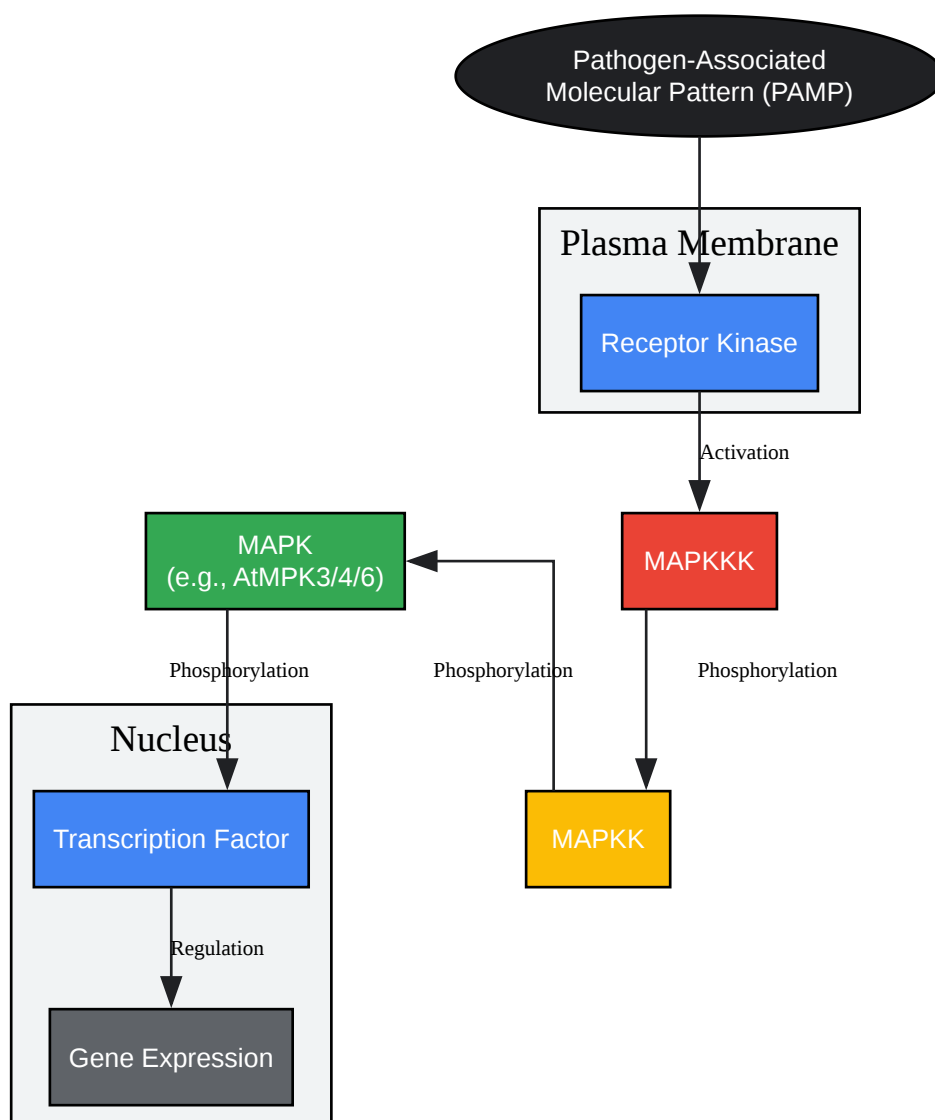 Pathogen-Associated
Molecular Pattern (PAMP)
Plasma Membrane
Receptor Kinase
Activation
MAPK
(e.g., AtMPK3/4/6)
MAPKKK
Phosphorylation
Phosphorylation
Phosphorylation
Nucleus
Transcription Factor
MAPKK
Regulation
Gene Expression